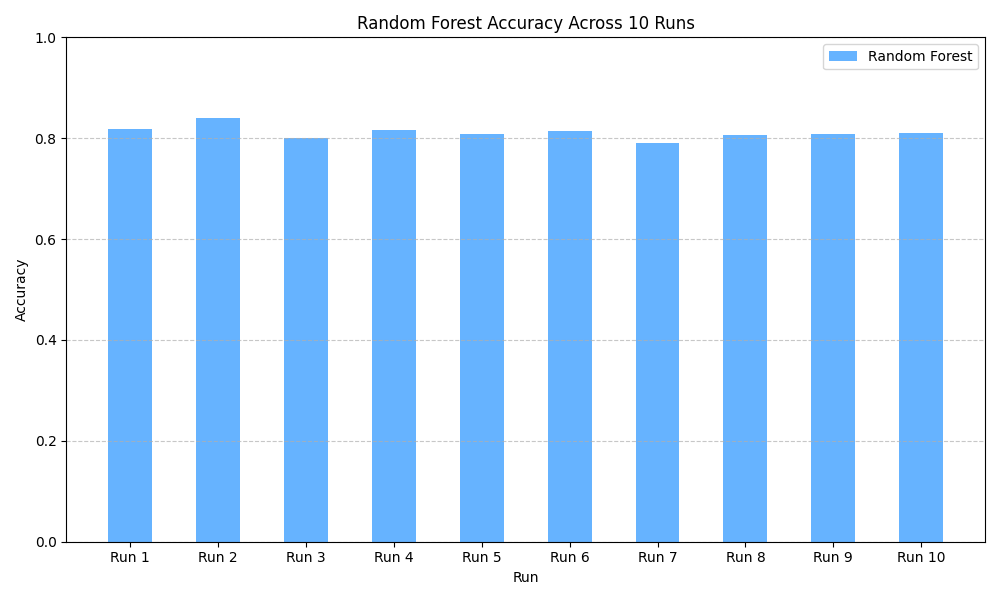 Random Forest Accuracy Across 10 Runs
Random Forest
1.0
0.8
0.6
0.4
0.2
0.0
Accuracy
Run 1 Run 2 Run 3 Run 4 Run 5 Run 6 Run 7 Run 8 Run 9 Run 10
Run